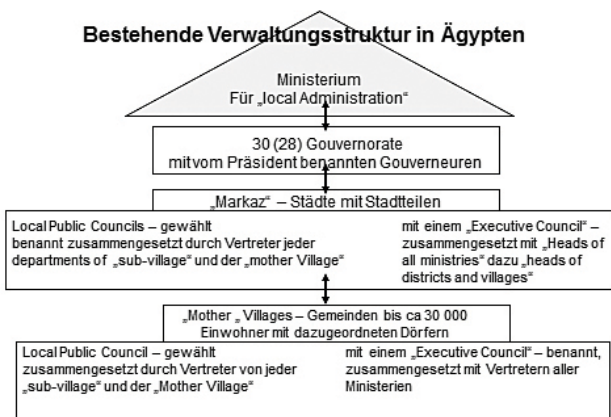 Bestehende Verwaltungsstruktur in Ägypten
Ministerium
Für „local Administration“
30 (28) Gouvernorate
mitvom Präsident benannten Gouverneuren
„Markaz“ – Städte mit Stadtteilen
Local Public Councils – gewählt
benannt zusammengesetzt durch Vertreter jeder
departments of „sub-village“ und der „mother Village“
mit einem „Executive Council“ –
zusammengesetzt mit „Heads of
all ministries“ dazu „heads of
districts and villages“
„Mother „ Villages – Gemeinden bis ca 30 000
Einwohner mit dazugeordneten Dörfern
Local Public Council – gewählt
zusammengesetzt durch Vertreter von jeder
„sub-village“ und der „Mother Village“
mit einem „Executive Council“ – benannt,
zusammengesetzt mit Vertretern aller
Ministerien